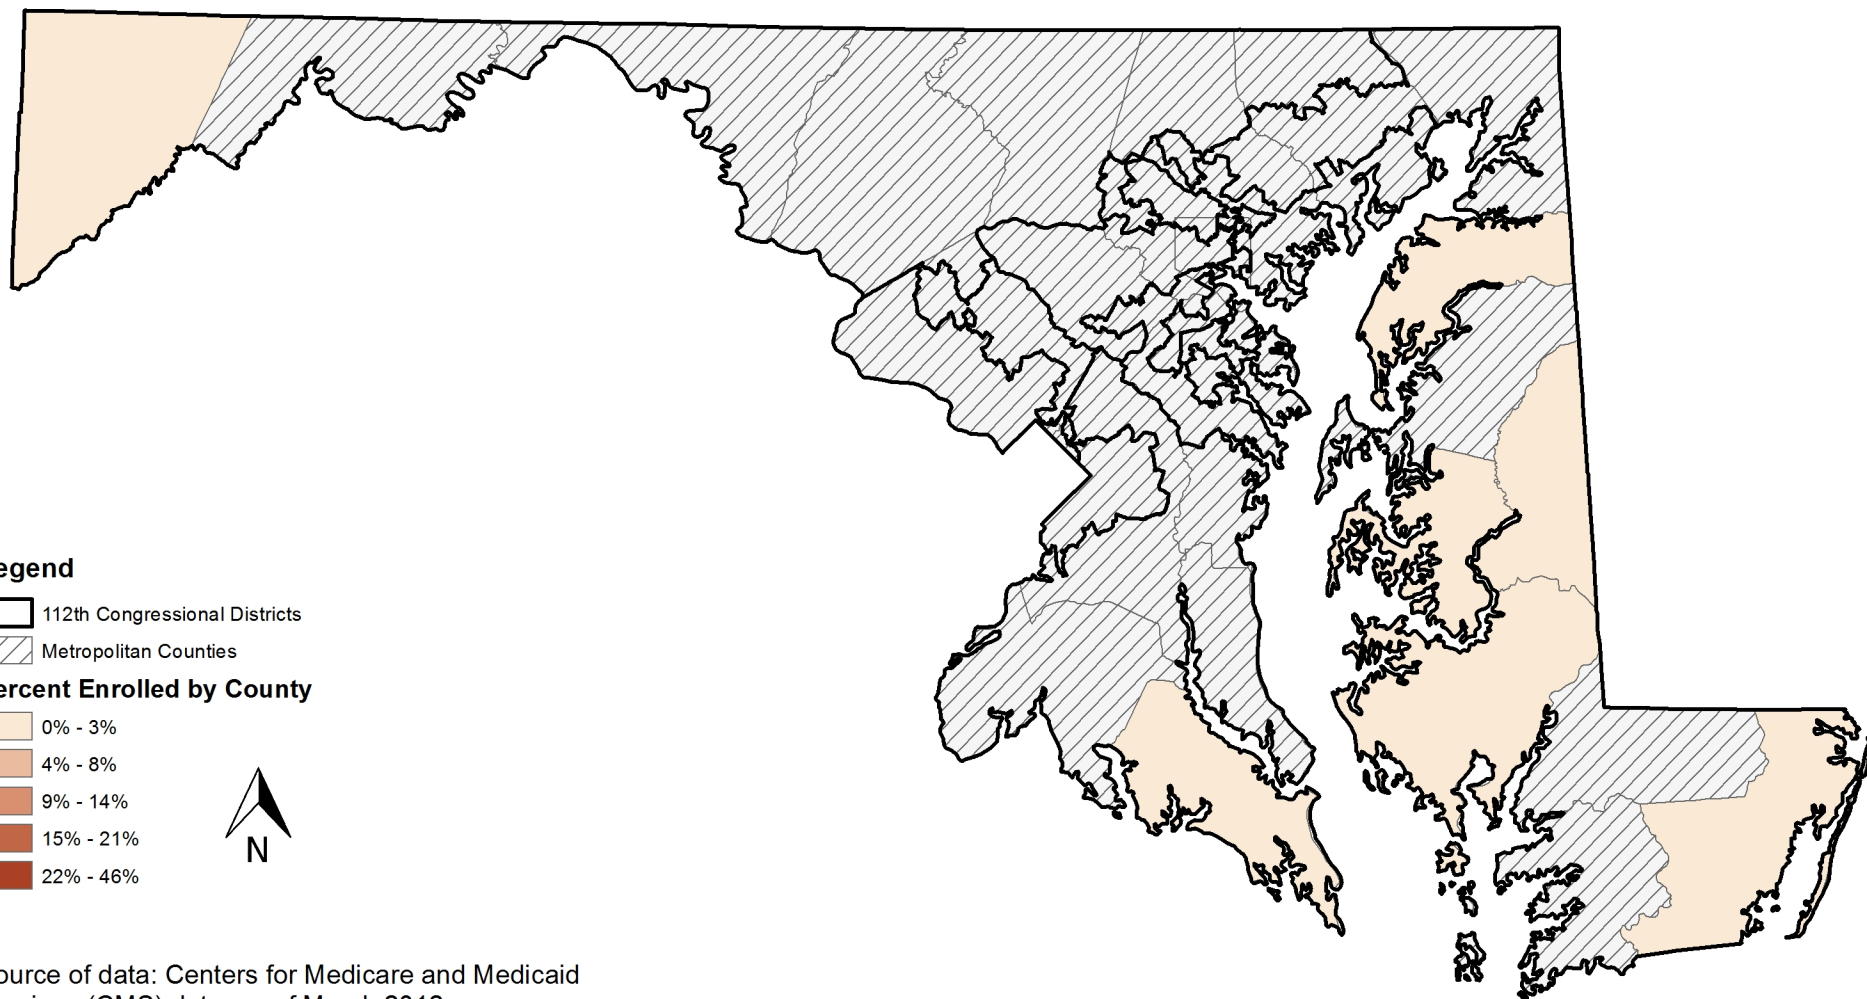 egend
112th Congressional Districts
Metropolitan Counties
ercent Enrolled by County
0% - 3%
4% - 8%
9% - 14%
15% - 21%
22% - 46%
N
ource of data: Centers for Medicare and Medicaid